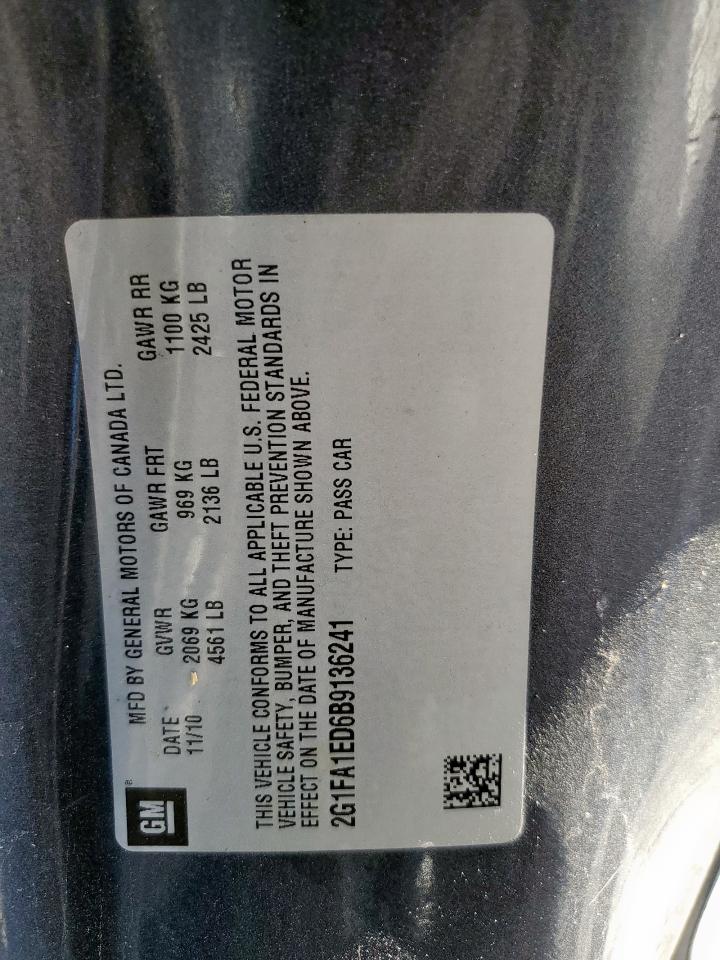 GM ®
MFD BY GENERAL MOTORS OF CANADA LTD.
DATE GVWR GAWR FRT GAWR RR
11/10 2069 KG 969 KG 1100 KG
4561 LB 2136 LB 2425 LB
THIS VEHICLE CONFORMS TO ALL APPLICABLE U.S. FEDERAL MOTOR
VEHICLE SAFETY, BUMPER, AND THEFT PREVENTION STANDARDS IN
EFFECT ON THE DATE OF MANUFACTURE SHOWN ABOVE.
2G1FA1ED6B9136241 TYPE: PASS CAR